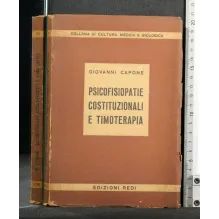 COLLANA DI CULTURA MEDICA E BIOLOGICA
GIOVANNI CAPONE
PSICOFISIOPATIE
COSTITUZIONALI
E TIMOTERAPIA
EDIZIONI REDI